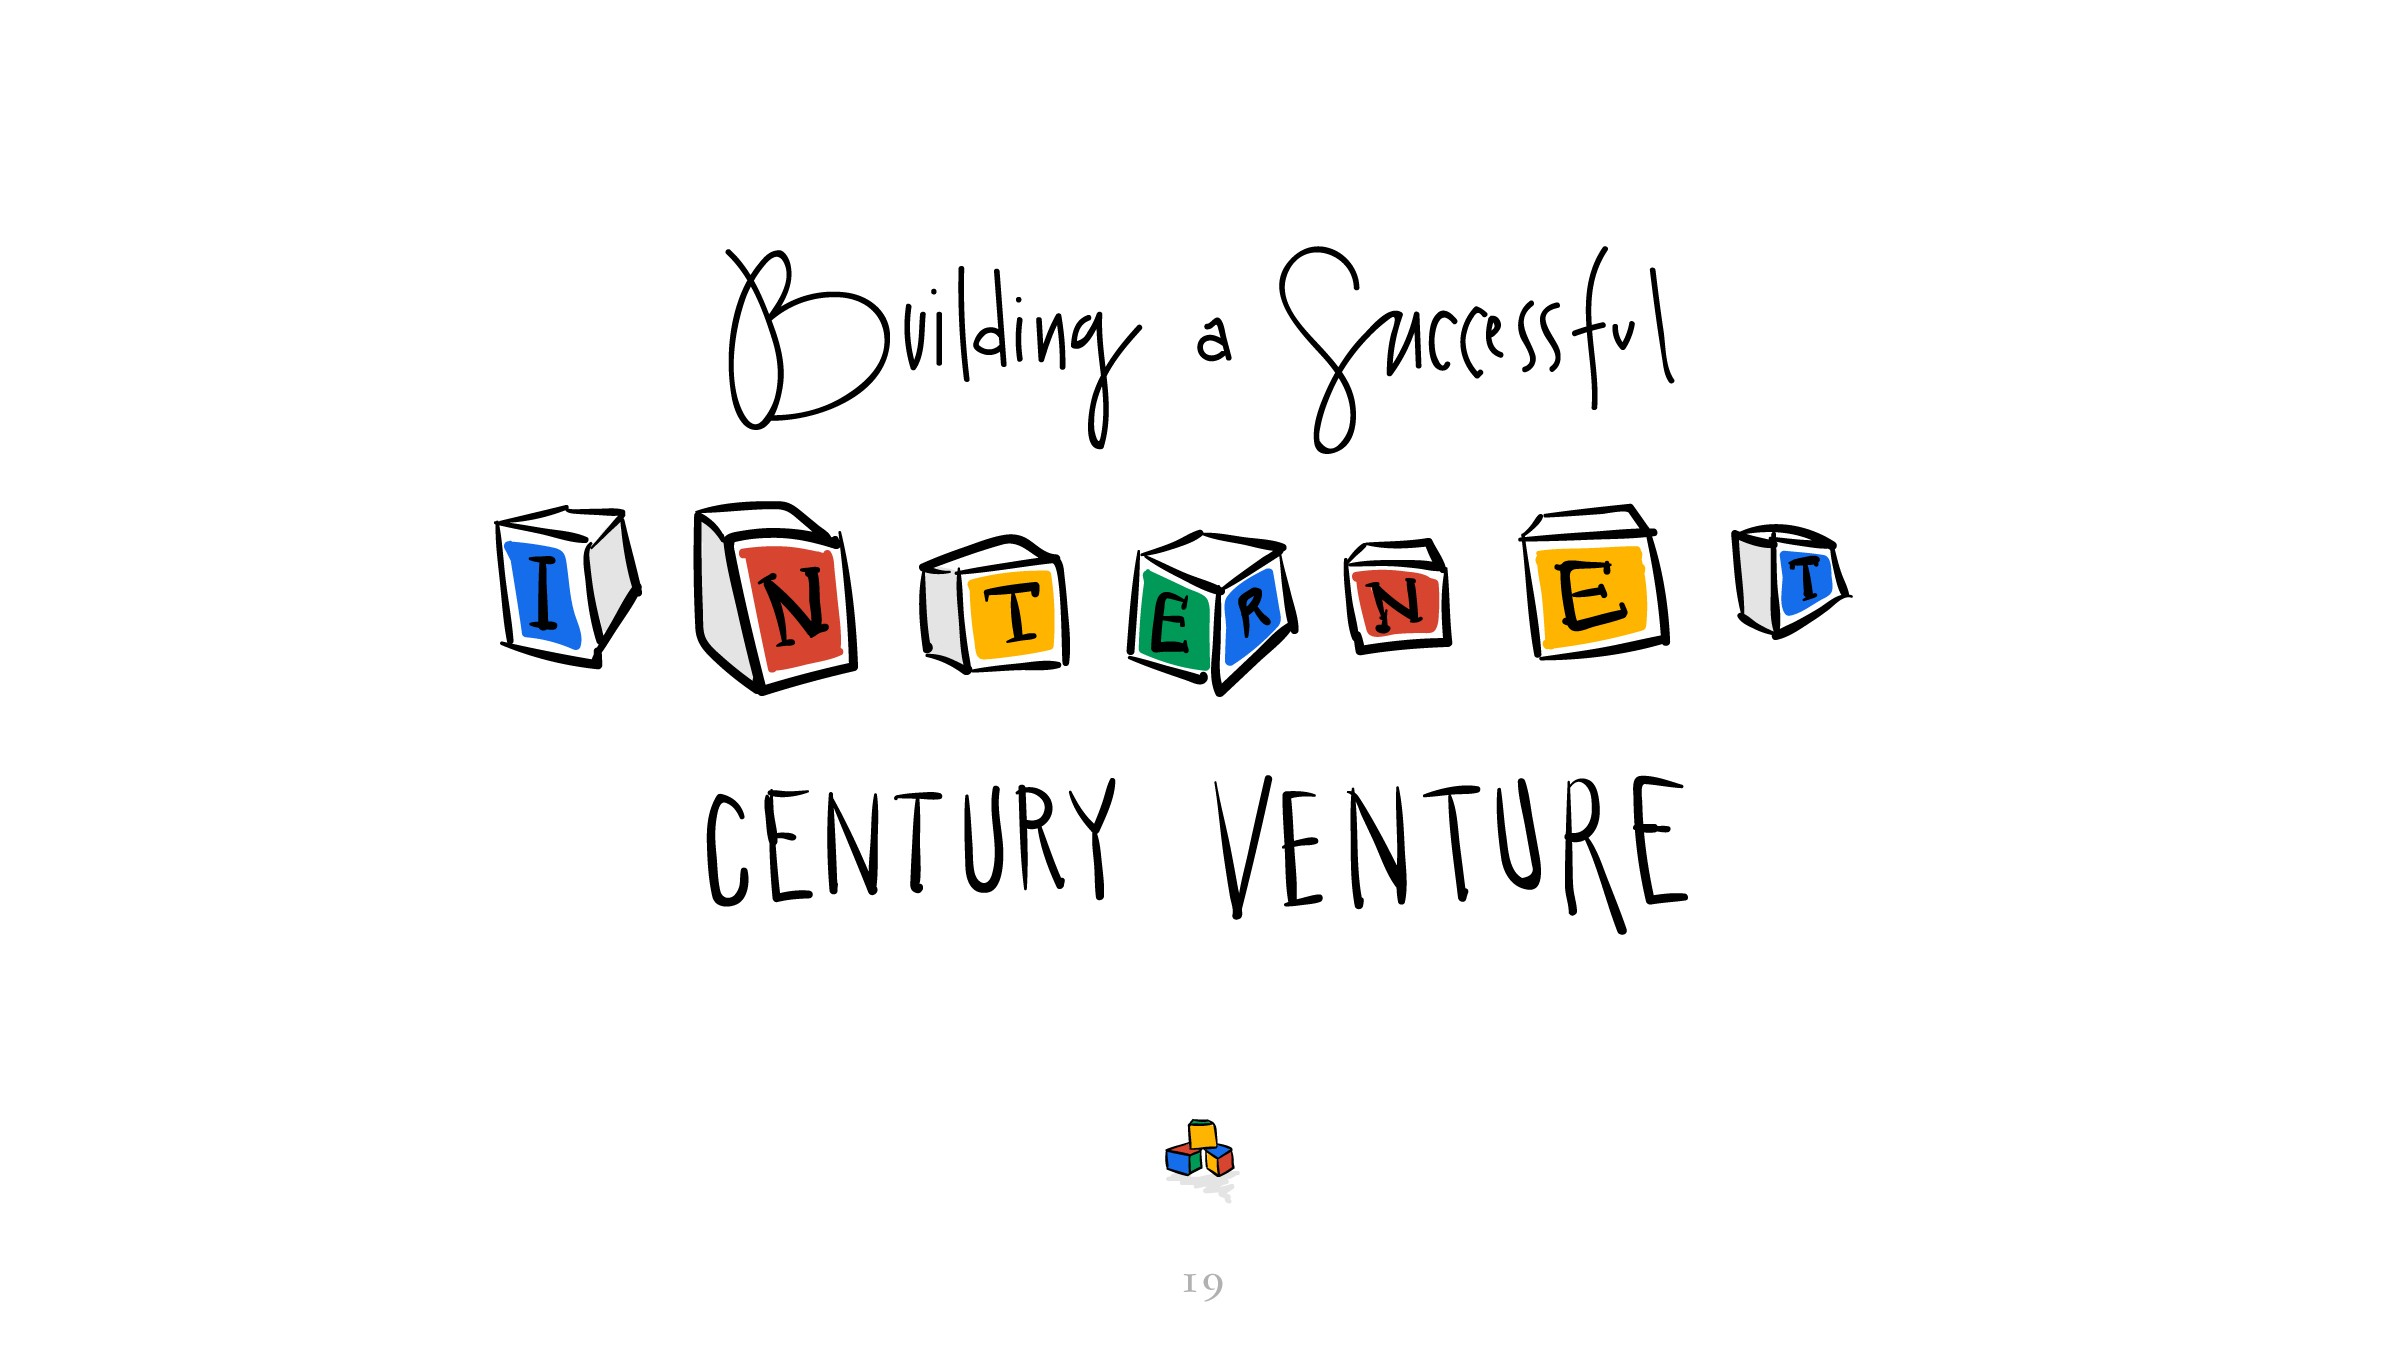 Building a Successful
INTERNET
CENTURY VENTURE
19